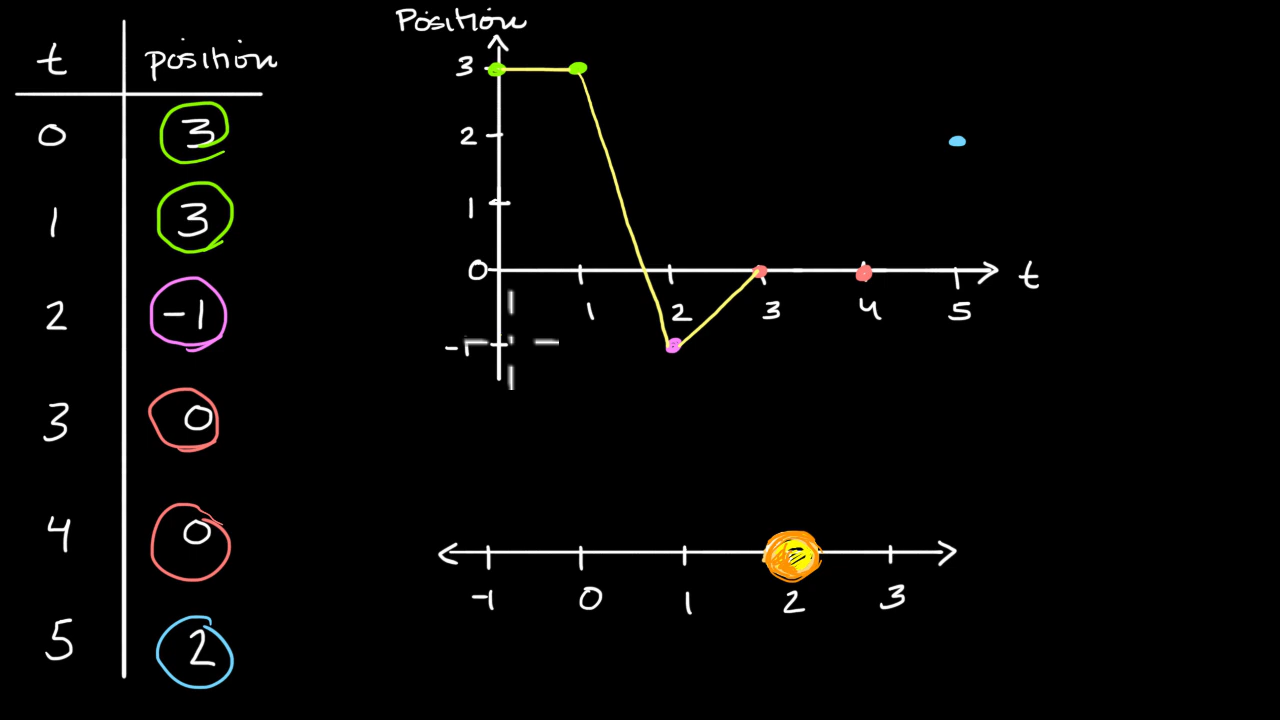 t position
0 3
1 3
2 -1
3 0
4 0
5 2
Position
3
2
1
0
-1
1 2 3 4 5 t
-1 0 1 2 3